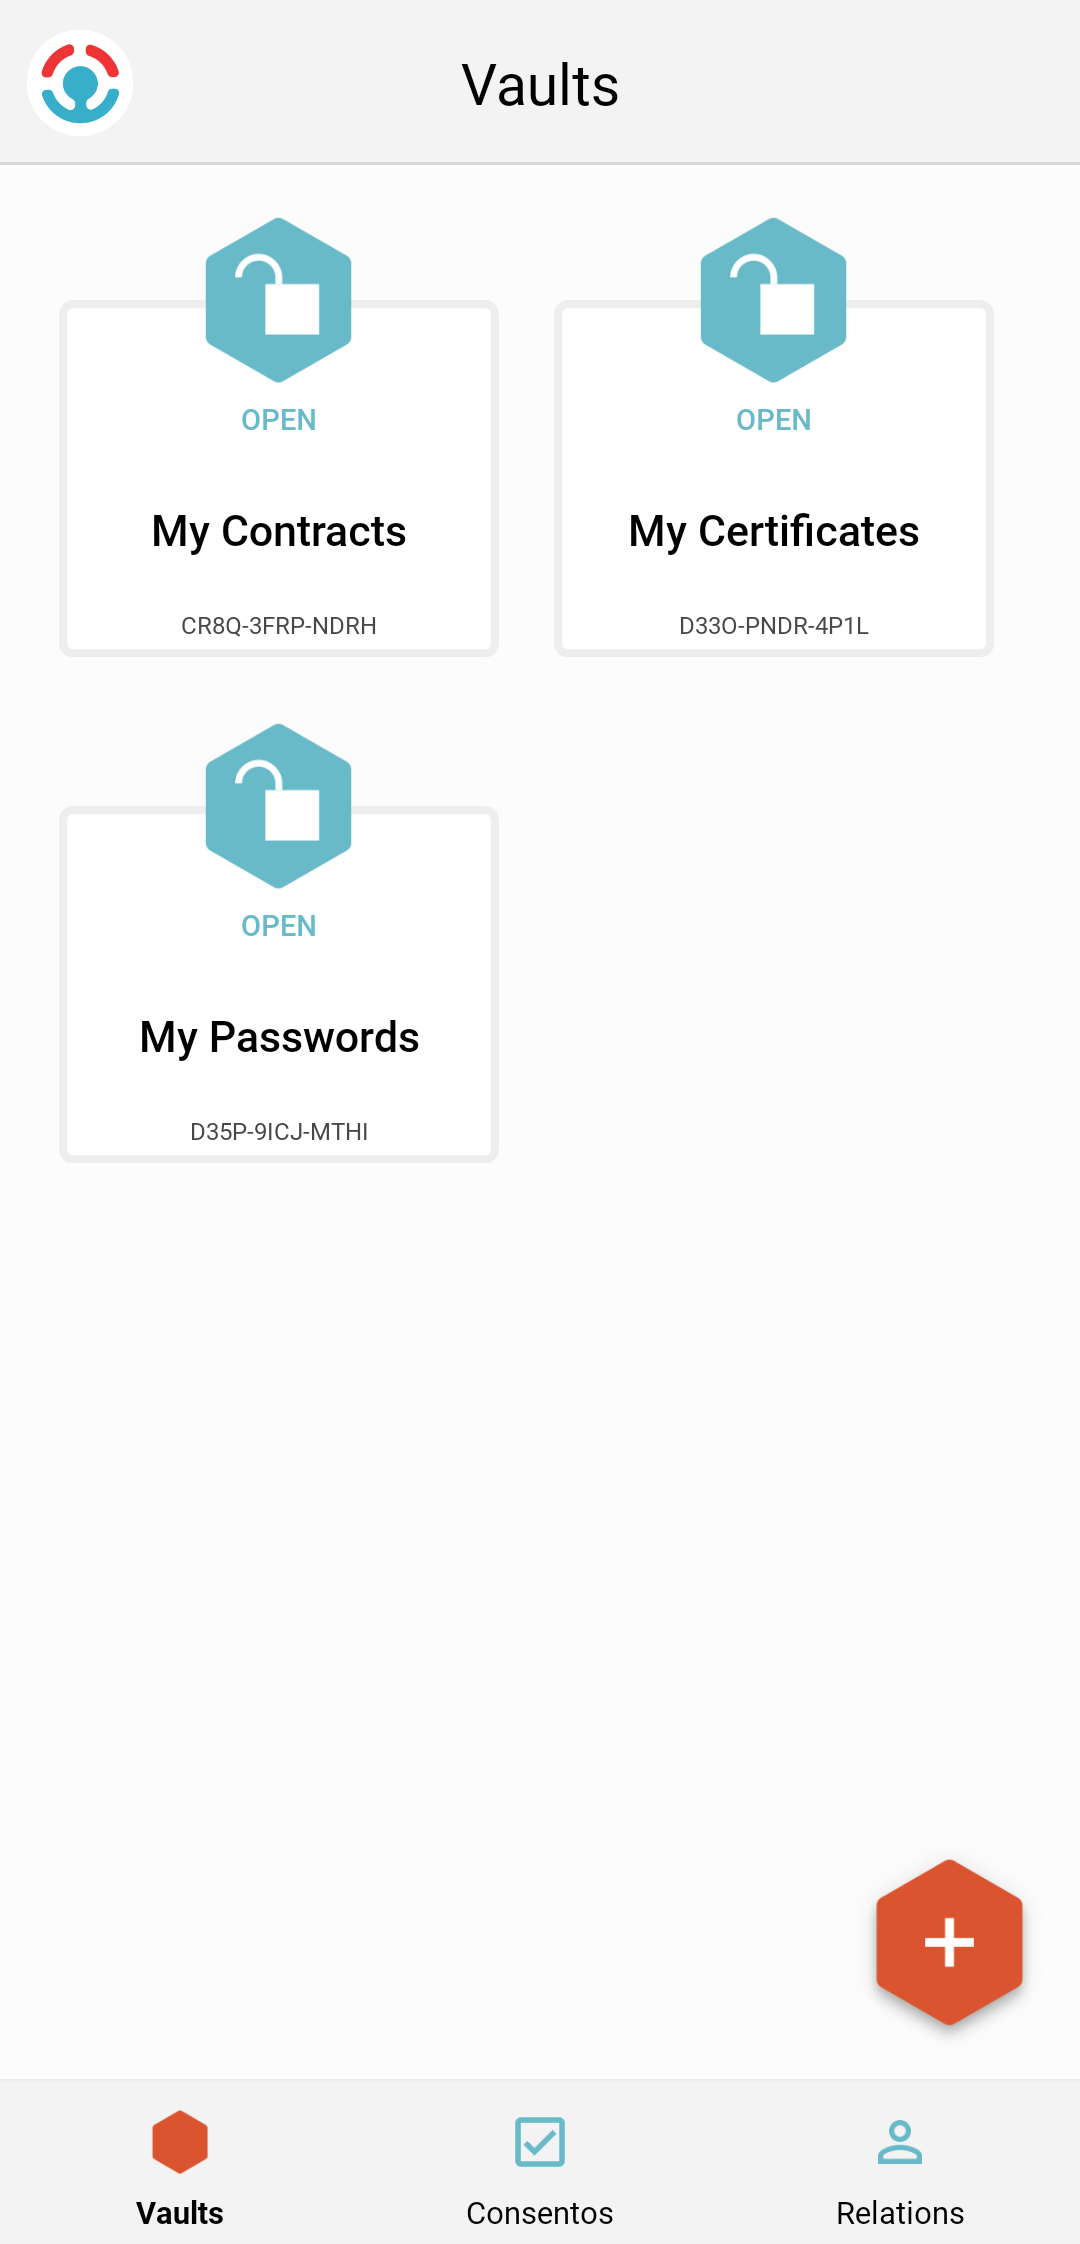 Vaults
OPEN
My Contracts
CR8Q-3FRP-NDRH
OPEN
My Certificates
D33O-PNDR-4P1L
OPEN
My Passwords
D35P-9ICJ-MTHI
Vaults
Consentos
Relations